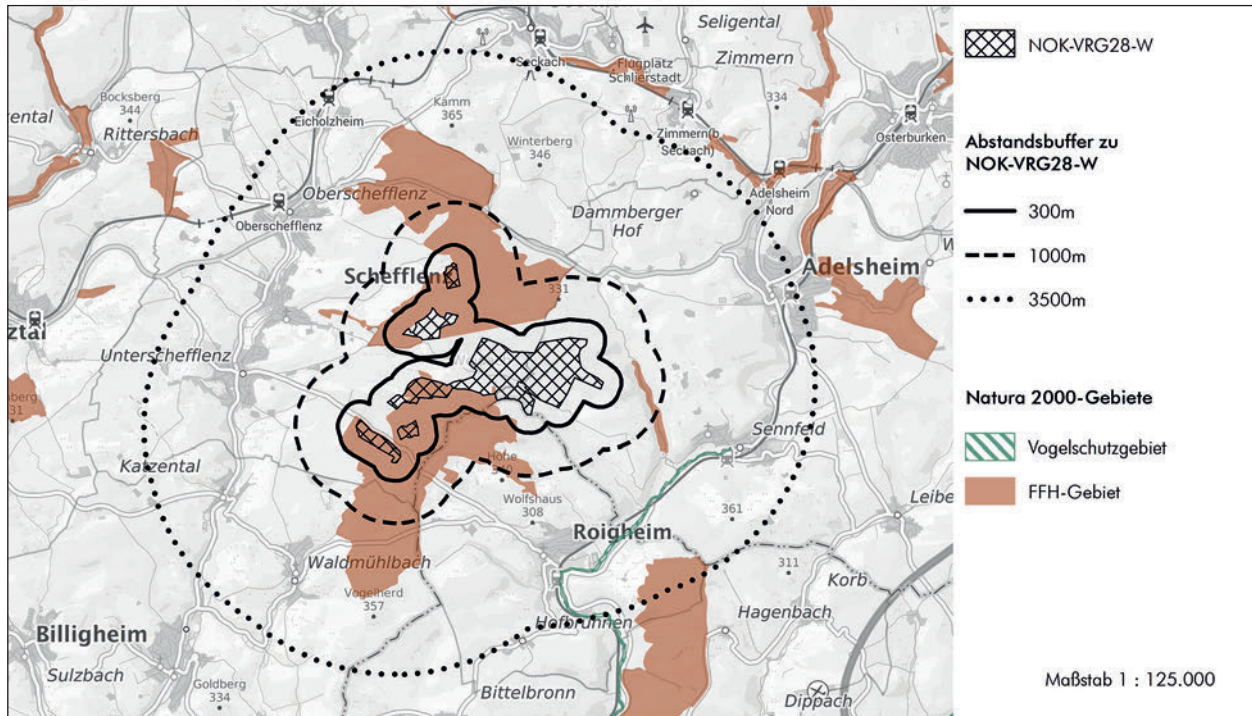 Seligental
Zimmern
Flugplatz
Schlierstadt
334
Seckach
Bocksberg
344
Rittersbach
Eicholzheim
Kamm
365
Winterberg
346
Zimmern(b
Seckach)
Osterburken
Oberschefflenz
Oberschefflenz
Dammberger
Hof
Adelsheim
Nord
Adelsheim
Schefflenz
331
Unterschefflenz
Katzental
Höhe
340
Wolfshaus
308
Sennfeld
361
Roigheim
Waldmühlbach
Vogelherd
357
311
Korb
Hagenbach
Hofbrunnen
Billigheim
Sulzbach
Goldberg
334
Bittelbronn
Dippach
NOK-VRG28-W
Abstandsbuffer zu
NOK-VRG28-W
300m
1000m
3500m
Natura 2000-Gebiete
Vogelschutzgebiet
FFH-Gebiet
Maßstab 1 : 125.000